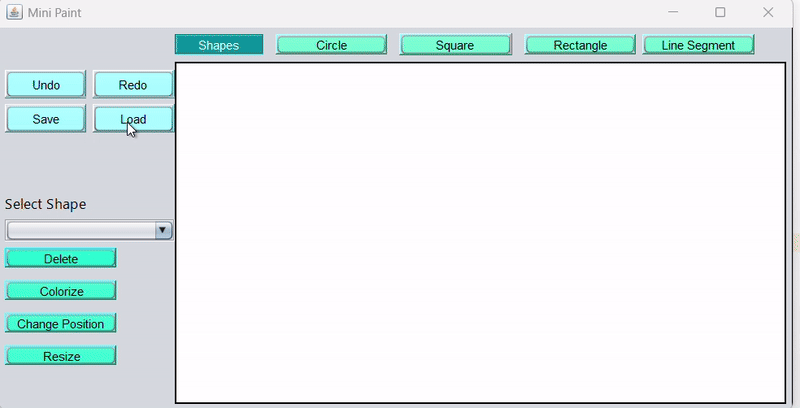 Mini Paint
Shapes Circle Square Rectangle Line Segment
Undo Redo
Save Load
Select Shape
Delete
Colorize
Change Position
Resize